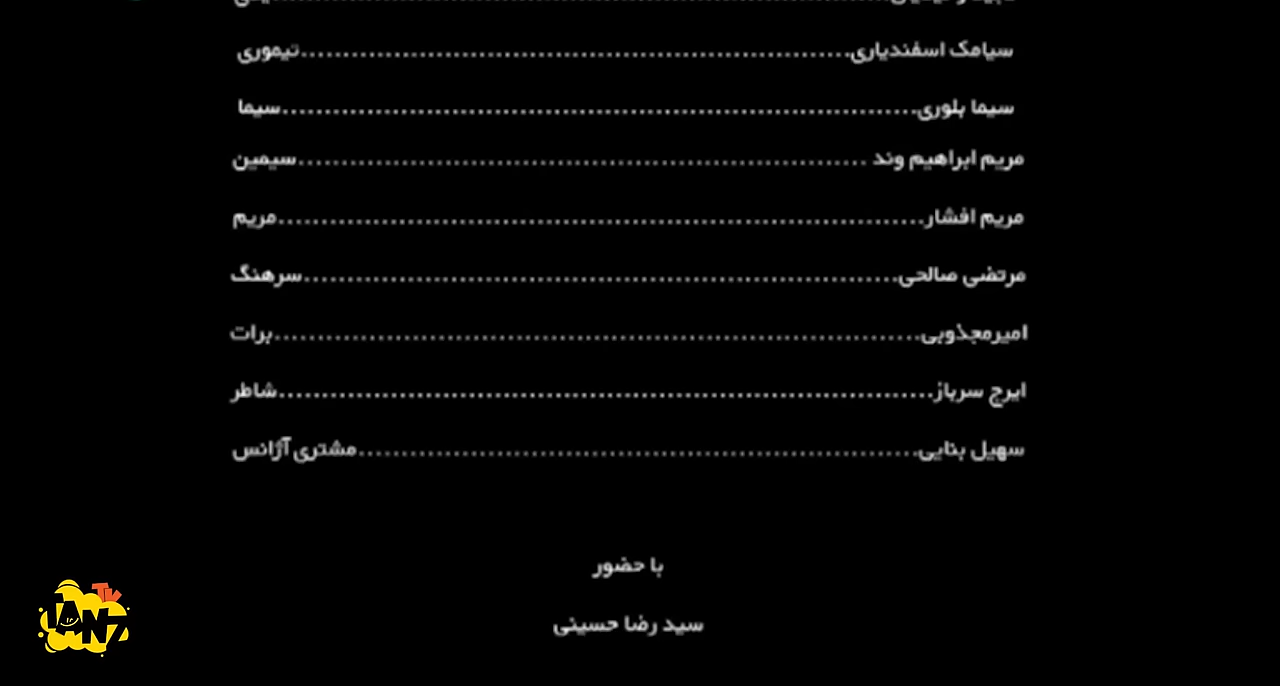 سیامک اسفندیاری............................................................تیموری
سیما بلوری............................................................سیما
مریم ابراهیم وند ............................................................سیمین
مریم افشار............................................................مریم
مرتضی صالحی............................................................سرهنگ
امیرمجذوبی............................................................برات
ایرج سرباز............................................................شاطر
سهیل بنایی............................................................مشتری آژانس
با حضور
سید رضا حسینی
TV